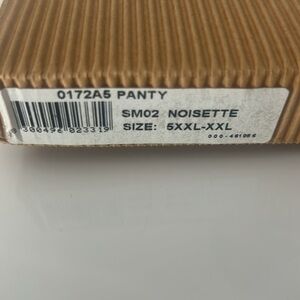 0172A5 PANTY
SM02 NOISETTE
SIZE: 5XXL-XXL